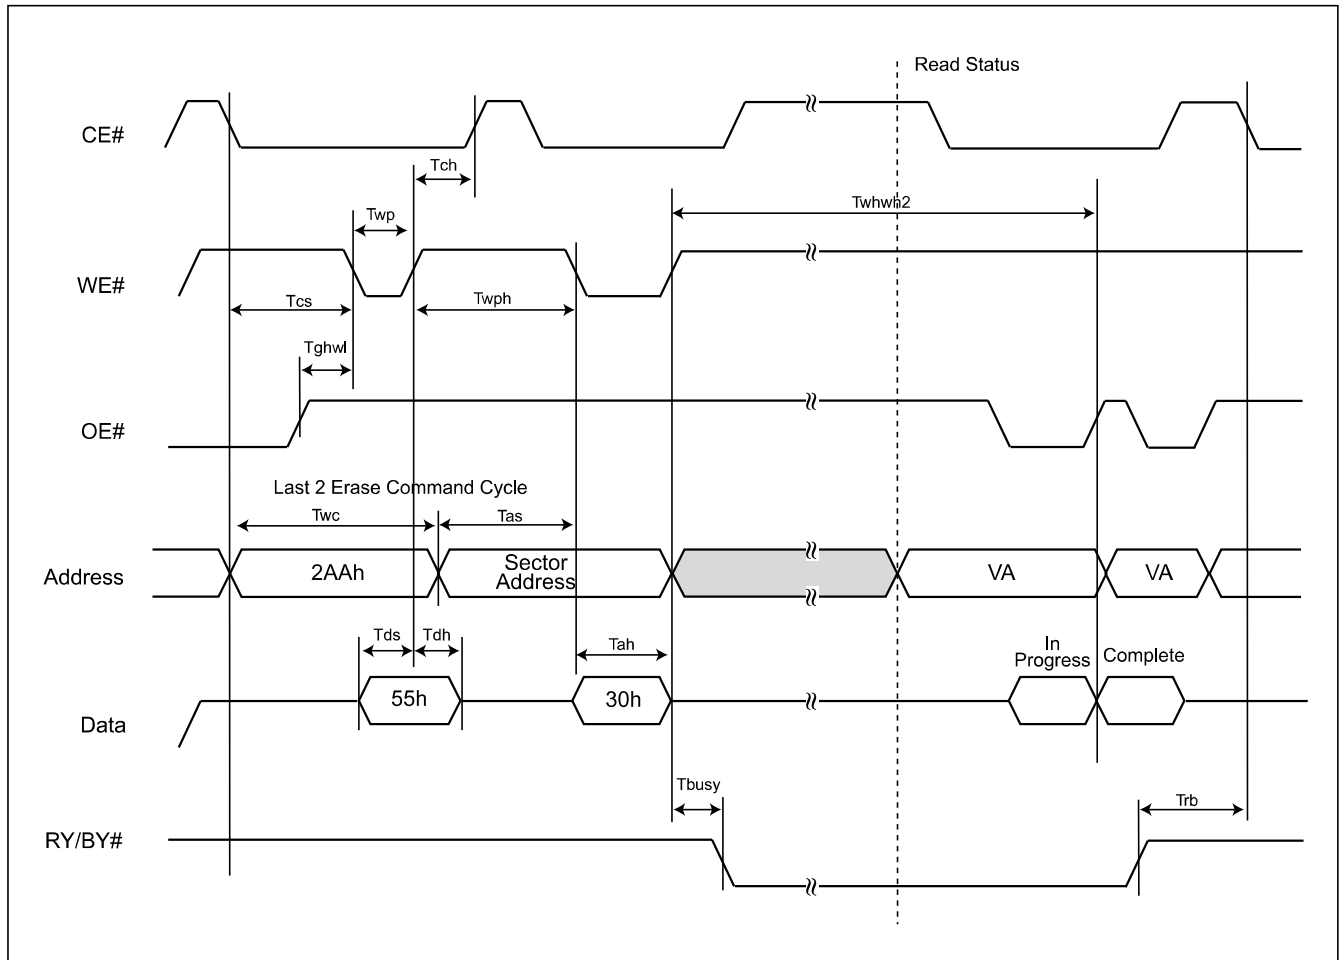 Read Status
CE#
Tch
Twp
Twhwh2
WE#
Tcs
Twph
Tghwl
OE#
Last 2 Erase Command Cycle
Twc
Tas
Address
2AAh
Sector
Address
VA
VA
Tds
Tdh
Tah
In
Progress
Complete
Data
55h
30h
Tbusy
Trb
RY/BY#